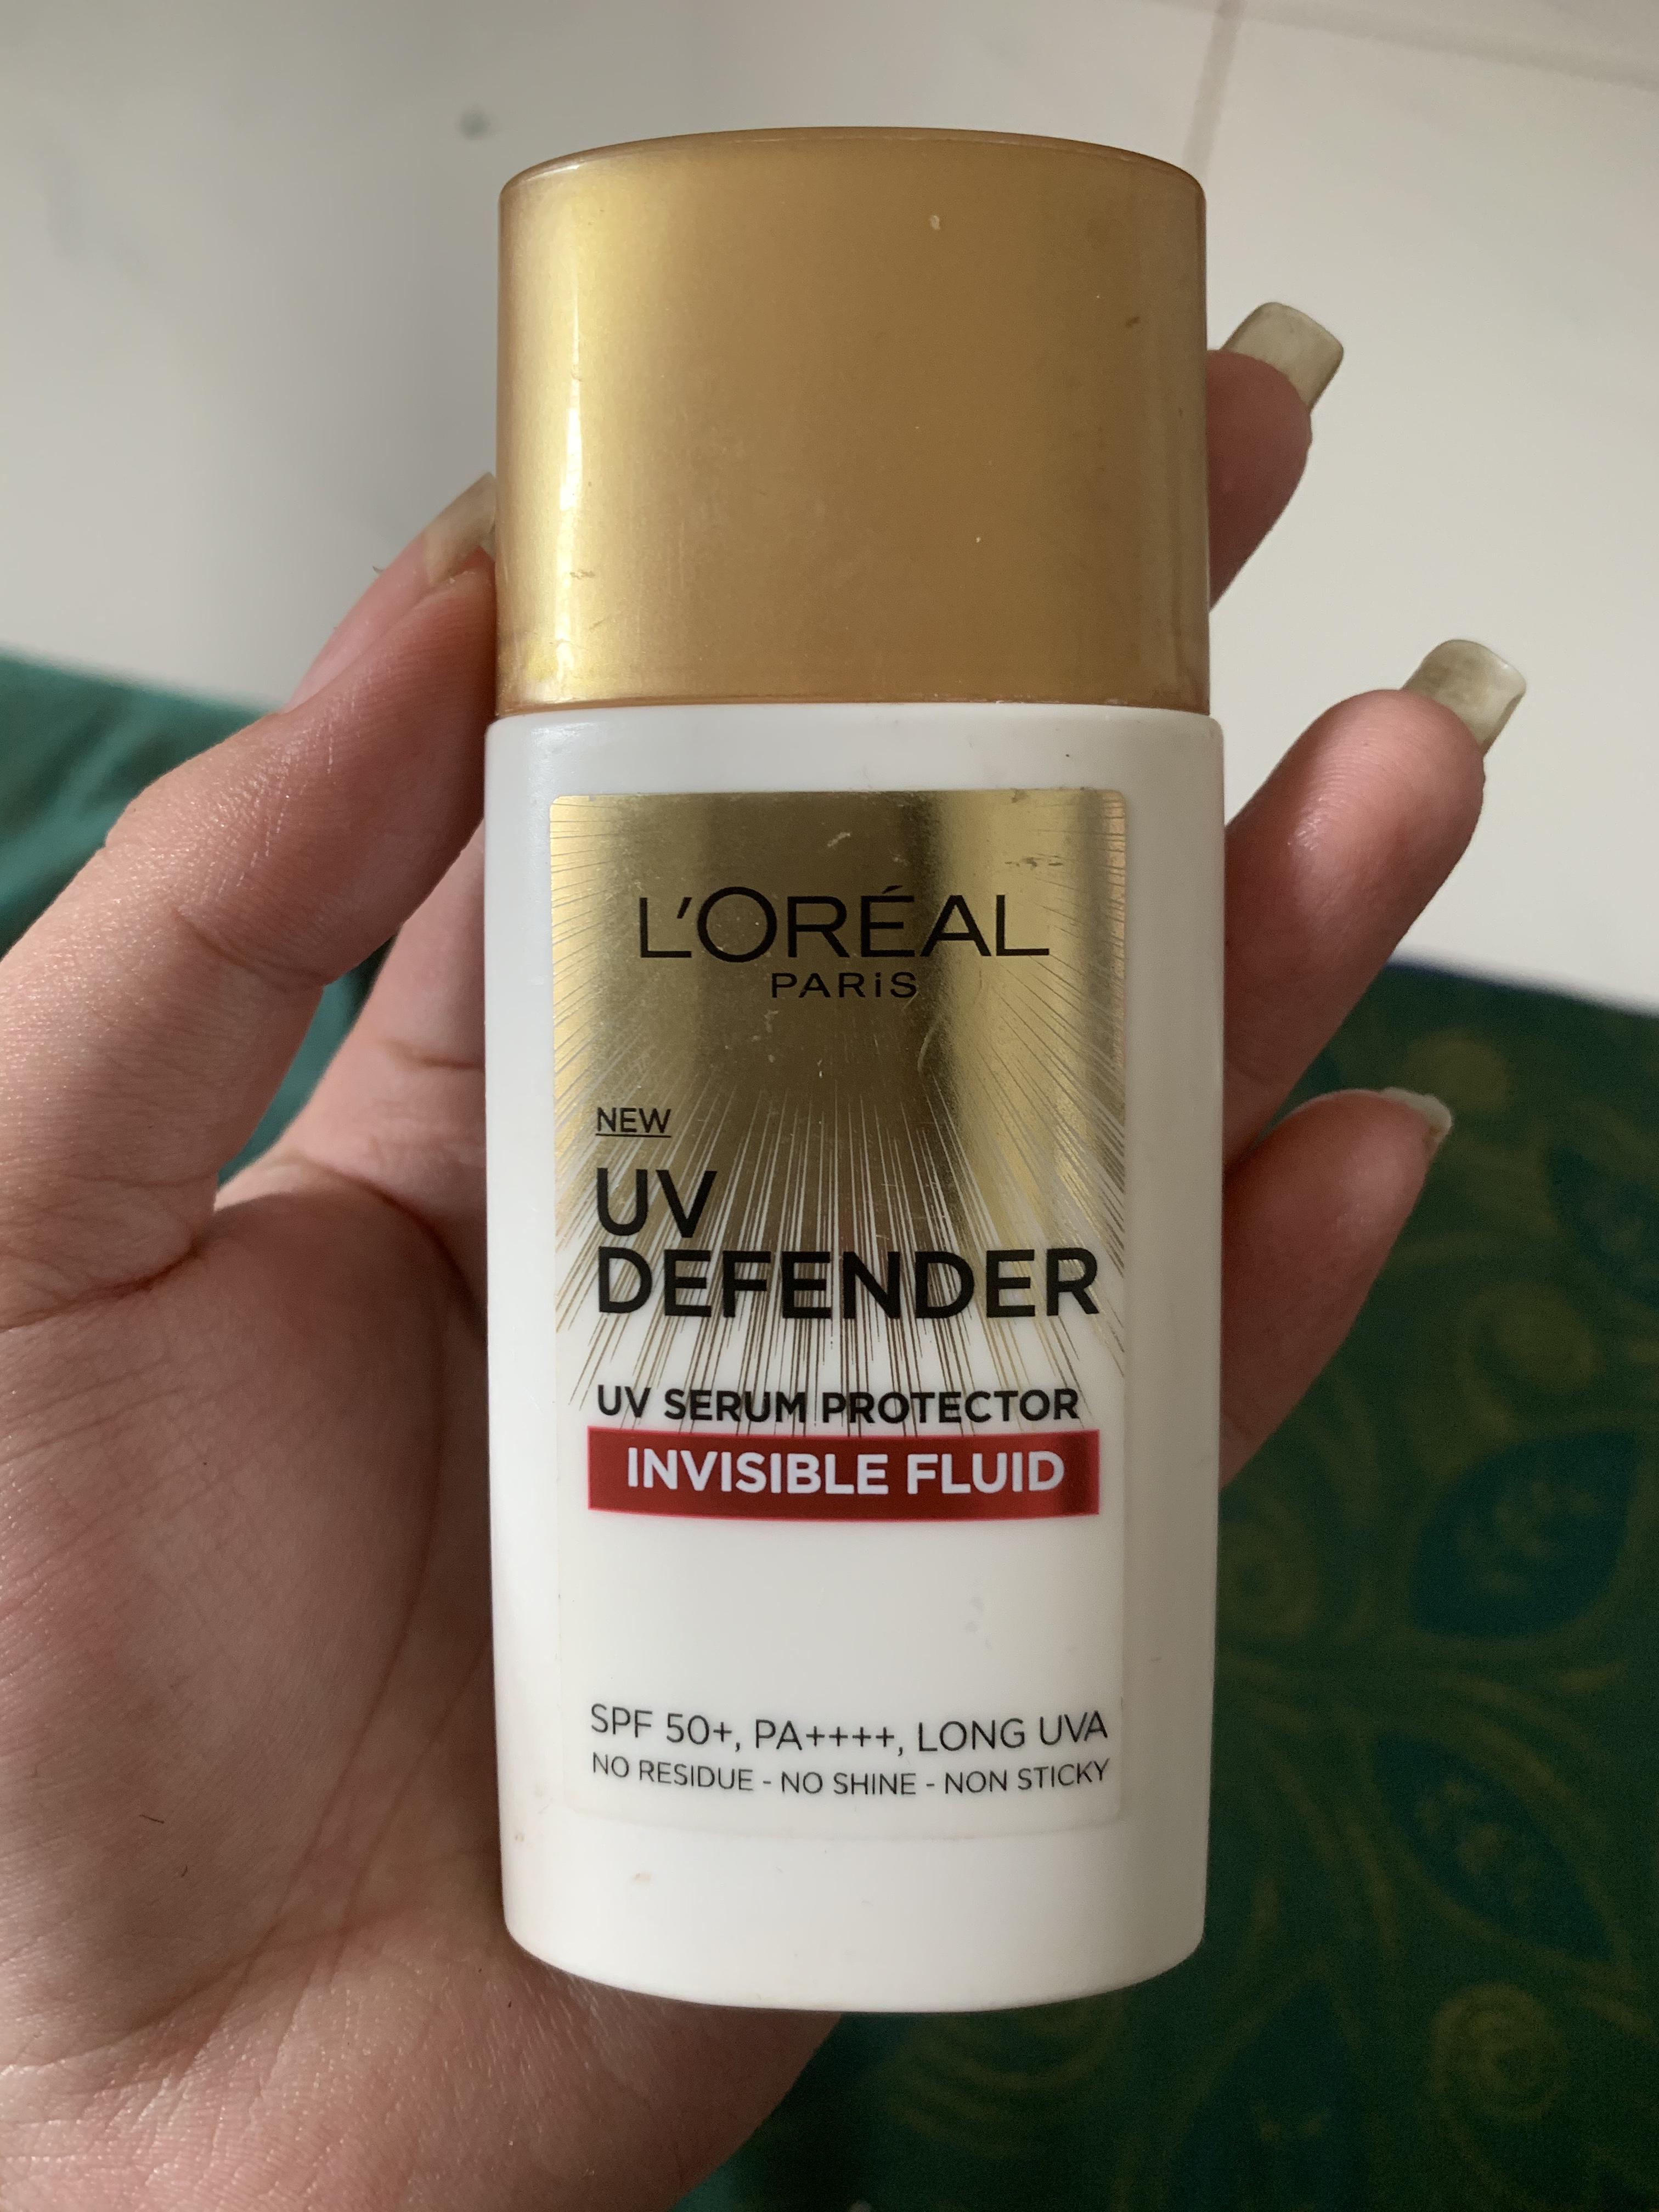 L'ORÉAL
PARiS
NEW
UV
DEFENDER
UV SERUM PROTECTOR
INVISIBLE FLUID
SPF 50+, PA++++, LONG UVA
NO RESIDUE - NO SHINE - NON STICKY